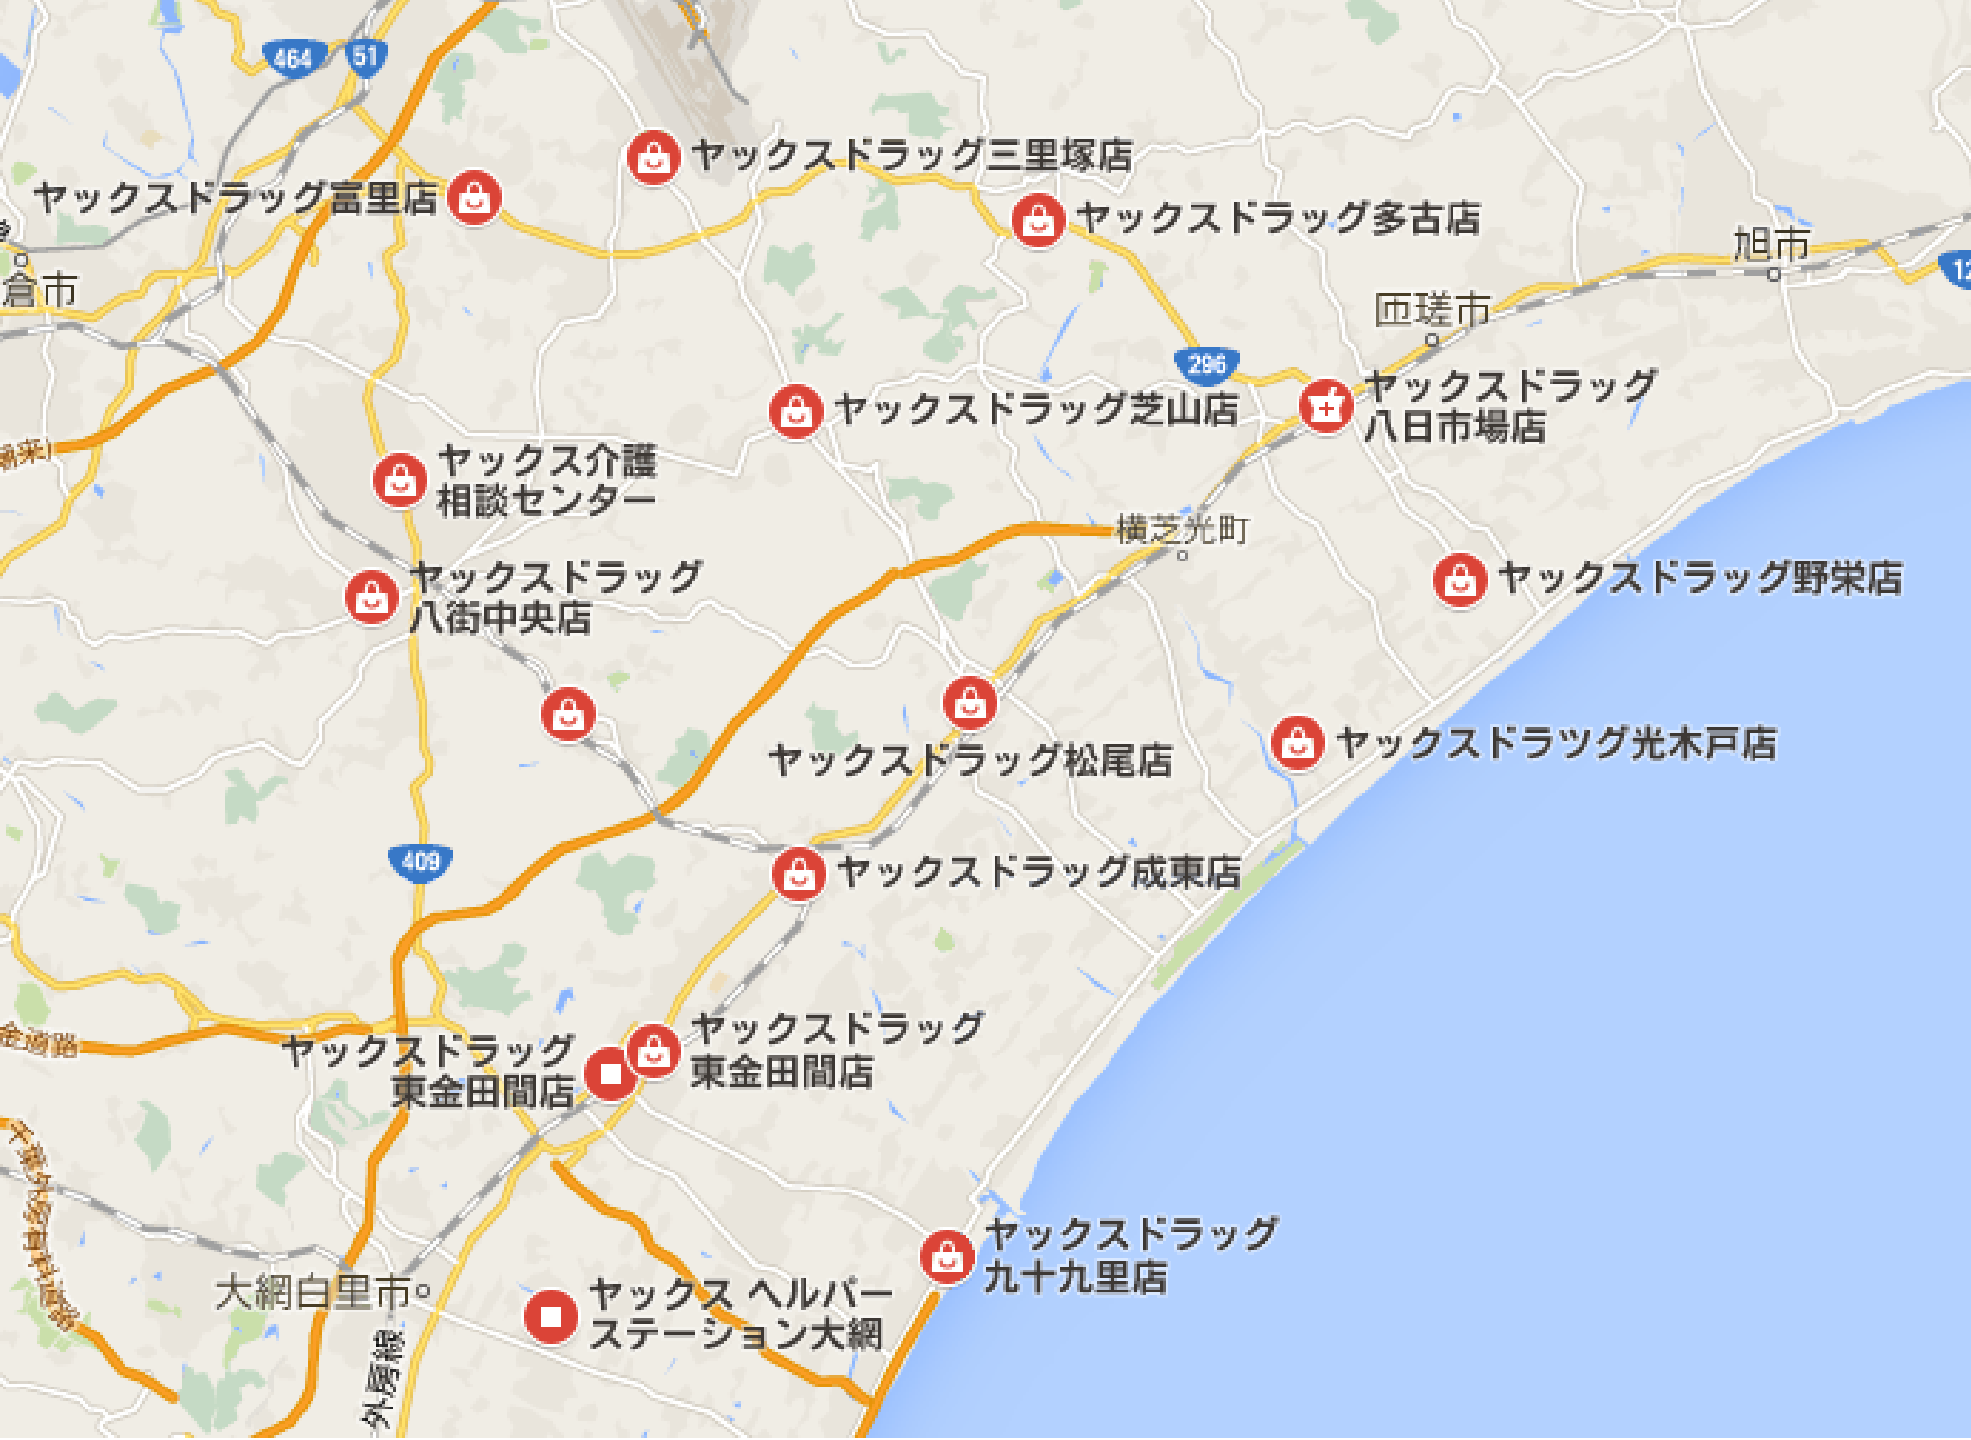 464
51
ヤックスドラッグ三里塚店
ヤックスドラッグ富里店
ヤックスドラッグ多古店
旭市
倉市
12
匝瑳市
296
ヤックスドラッグ
八日市場店
ヤックスドラッグ芝山店
潮来)
ヤックス介護
相談センター
横芝光町
ヤックスドラッグ
八街中央店
ヤックスドラッグ野栄店
ヤックスドラツグ光木戸店
ヤックスドラッグ松尾店
409
ヤックスドラッグ成東店
ヤックスドラッグ
東金田間店
ヤックスドラッグ
東金田間店
金道路
ヤックスドラッグ
九十九里店
大網白里市
ヤックス ヘルパー
ステーション大網
外房線